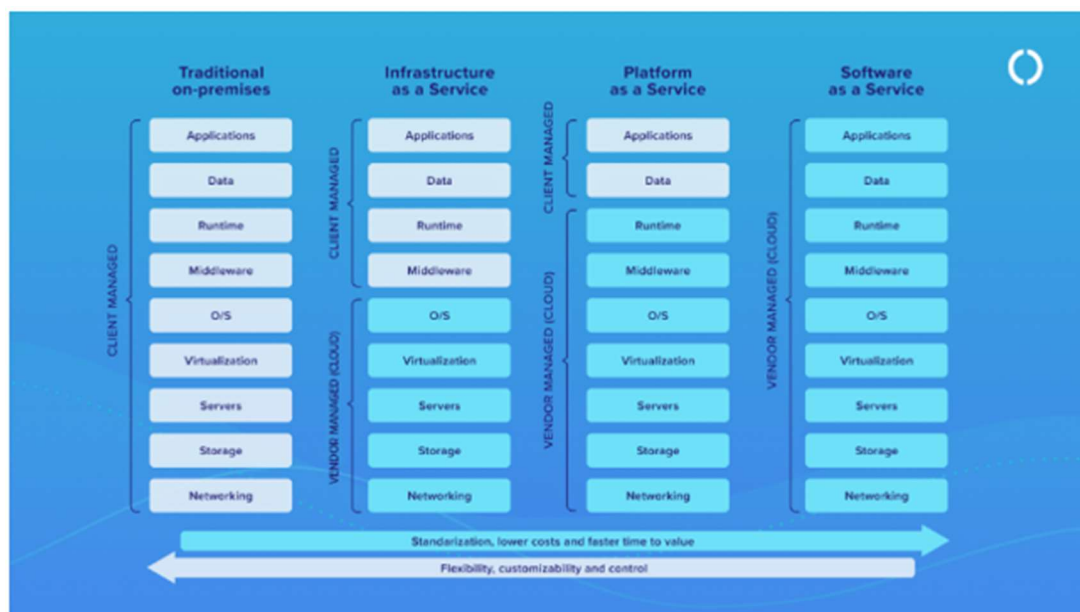 Traditional
on-premises
CLIENT MANAGED
Applications
Data
Runtime
Middleware
O/S
Virtualization
Servers
Storage
Networking
Infrastructure
as a Service
CLIENT MANAGED
VENDOR MANAGED (CLOUD)
Applications
Data
Runtime
Middleware
O/S
Virtualization
Servers
Storage
Networking
Platform
as a Service
CLIENT MANAGED
VENDOR MANAGED (CLOUD)
Applications
Data
Runtime
Middleware
O/S
Virtualization
Servers
Storage
Networking
Software
as a Service
VENDOR MANAGED (CLOUD)
Applications
Data
Runtime
Middleware
O/S
Virtualization
Servers
Storage
Networking
Standarization, lower costs and faster time to value
Flexibility, customizability and control